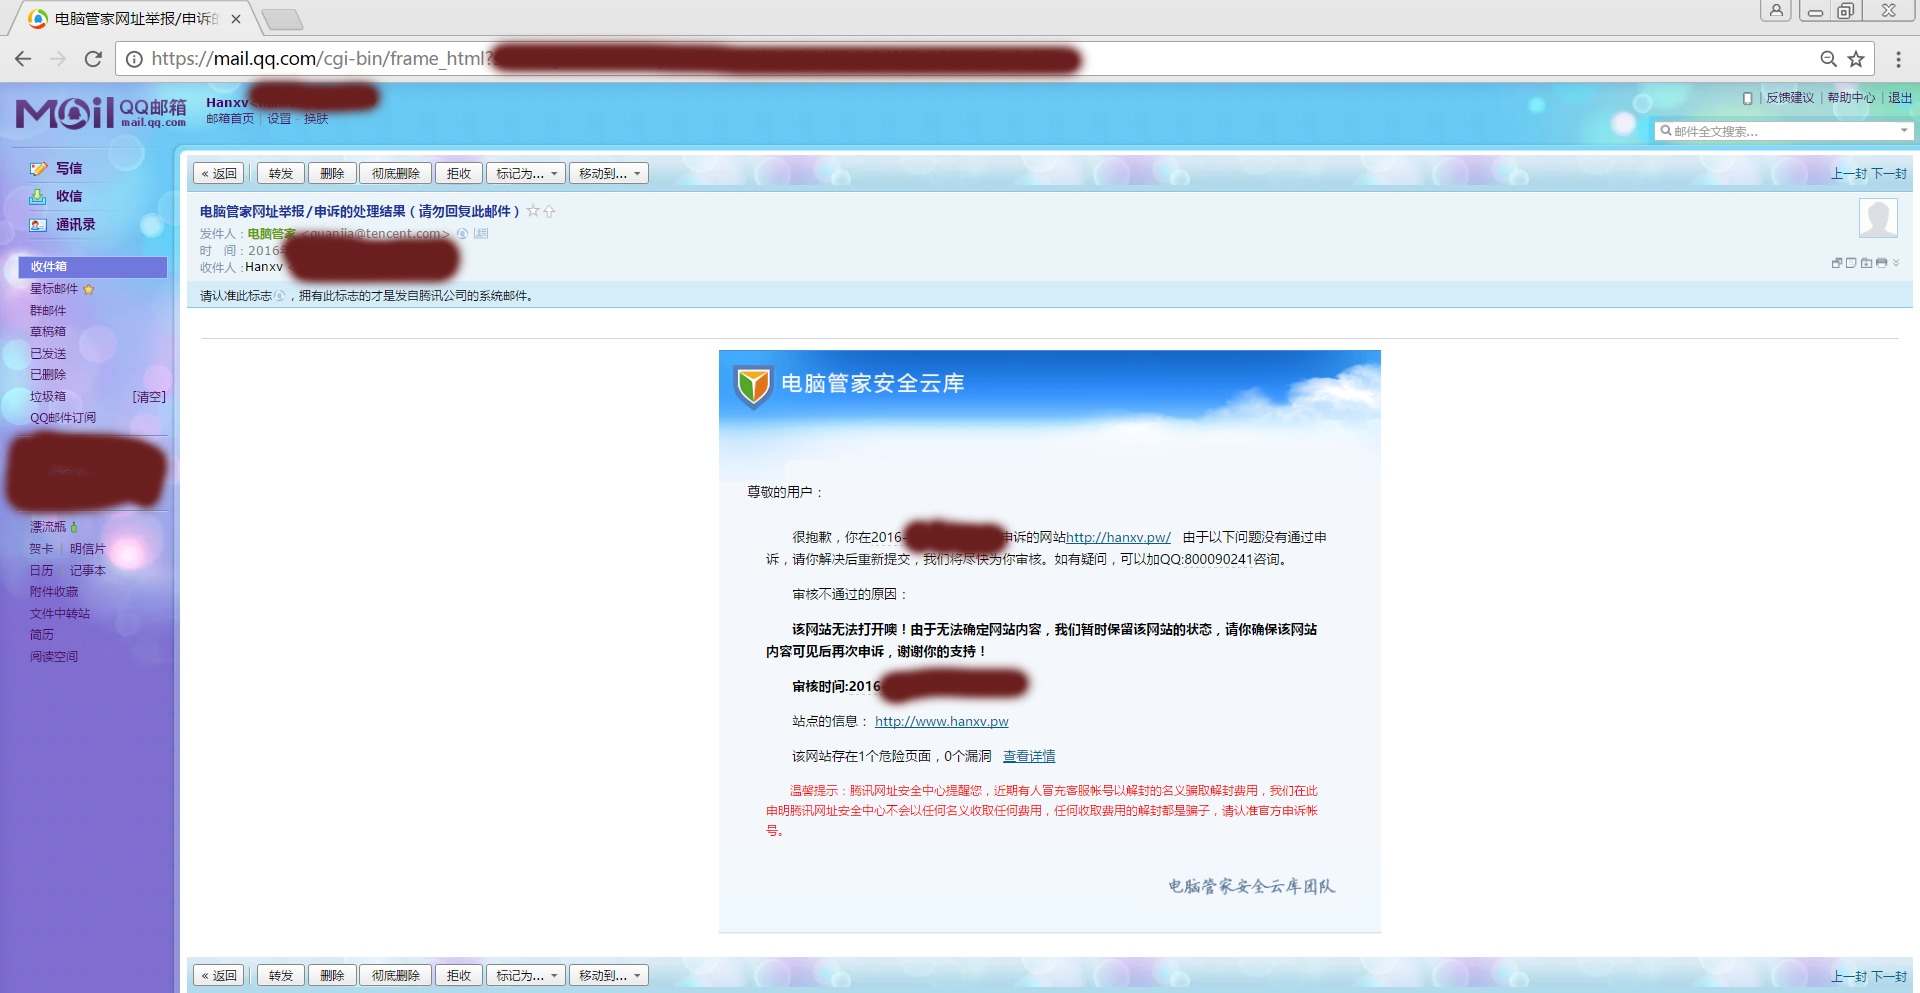 电脑管家网址举报/申诉的
https://mail.qq.com/cgi-bin/frame_html?
Mail QQ邮箱
mail.qq.com
Hanxv
邮箱首页 | 设置 - 换肤
反馈建议 | 帮助中心 | 退出
邮件全文搜索...
写信
收信
通讯录
收件箱
星标邮件
群邮件
草稿箱
已发送
已删除
垃圾箱 [清空]
QQ邮件订阅
漂流瓶
贺卡 | 明信片
日历 记事本
附件收藏
文件中转站
简历
阅读空间
« 返回 转发 删除 彻底删除 拒收 标记为... 移动到... 上一封 下一封
电脑管家网址举报/申诉的处理结果(请勿回复此邮件)
发件人:电脑管家 <guanjia@tencent.com>
时 间:2016
收件人:Hanxv
请认准此标志,拥有此标志的才是发自腾讯公司的系统邮件。
电脑管家安全云库
尊敬的用户:
很抱歉,你在2016- 申诉的网站http://hanxv.pw/ 由于以下问题没有通过申
诉,请你解决后重新提交,我们将尽快为你审核。如有疑问,可以加QQ:800090241咨询。
审核不通过的原因:
该网站无法打开噢!由于无法确定网站内容,我们暂时保留该网站的状态,请你确保该网站
内容可见后再次申诉,谢谢你的支持!
审核时间:2016
站点的信息: http://www.hanxv.pw
该网站存在1个危险页面,0个漏洞 查看详情
温馨提示:腾讯网址安全中心提醒您,近期有人冒充客服帐号以解封的名义骗取解封费用,我们在此
申明腾讯网址安全中心不会以任何名义收取任何费用,任何收取费用的解封都是骗子,请认准官方申诉帐
号。
电脑管家安全云库团队
« 返回 转发 删除 彻底删除 拒收 标记为... 移动到... 上一封 下一封